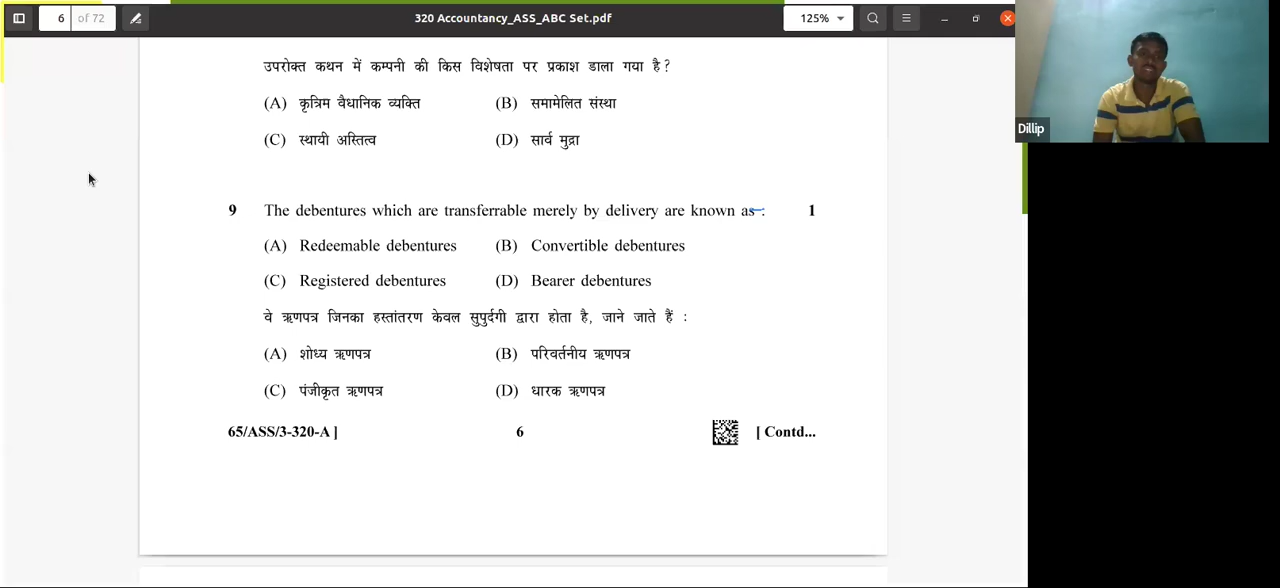 6 of 72 320 Accountancy_ASS_ABC Set.pdf 125%
उपरोक्त कथन में कम्पनी की किस विशेषता पर प्रकाश डाला गया है ?
(A) कृत्रिम वैधानिक व्यक्ति (B) समामेलित संस्था
(C) स्थायी अस्तित्व (D) सार्व मुद्रा
Dillip
9 The debentures which are transferrable merely by delivery are known as : 1
(A) Redeemable debentures (B) Convertible debentures
(C) Registered debentures (D) Bearer debentures
वे ऋणपत्र जिनका हस्तांतरण केवल सुपुर्दगी द्वारा होता है, जाने जाते हैं :
(A) शोध्य ऋणपत्र (B) परिवर्तनीय ऋणपत्र
(C) पंजीकृत ऋणपत्र (D) धारक ऋणपत्र
65/ASS/3-320-A ] 6 [ Contd...